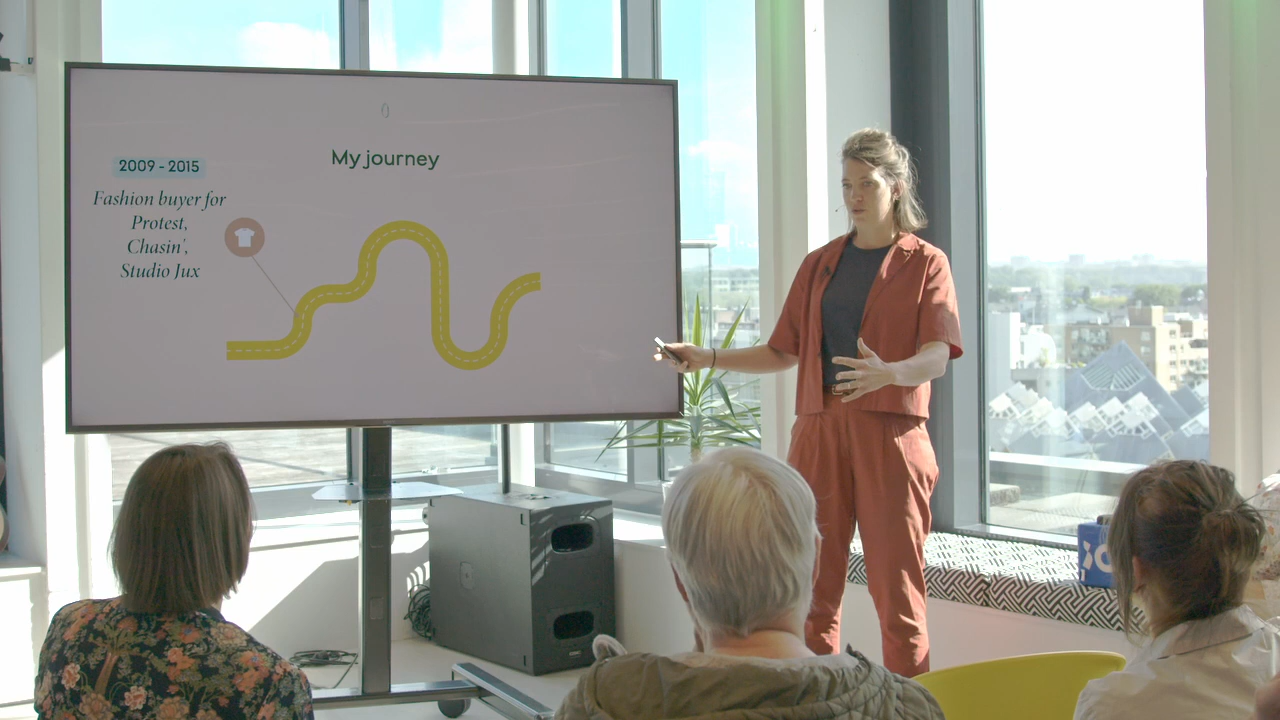 My journey
2009 - 2015
Fashion buyer for
Protest,
Chasin',
Studio Jux